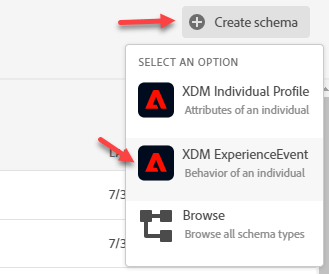 Create schema
SELECT AN OPTION
XDM Individual Profile
Attributes of an individual
XDM ExperienceEvent
Behavior of an individual
7/3
Browse
Browse all schema types
7/3